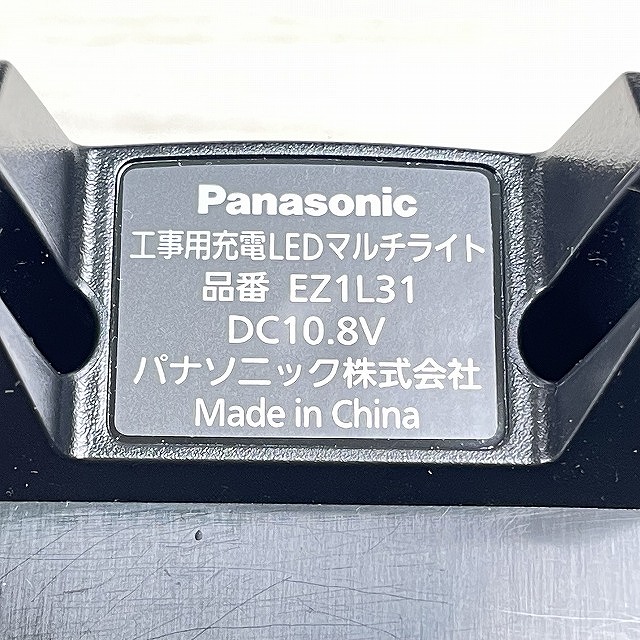 Panasonic
工事用充電LEDマルチライト
品番 EZ1L31
DC10.8V
パナソニック株式会社
Made in China